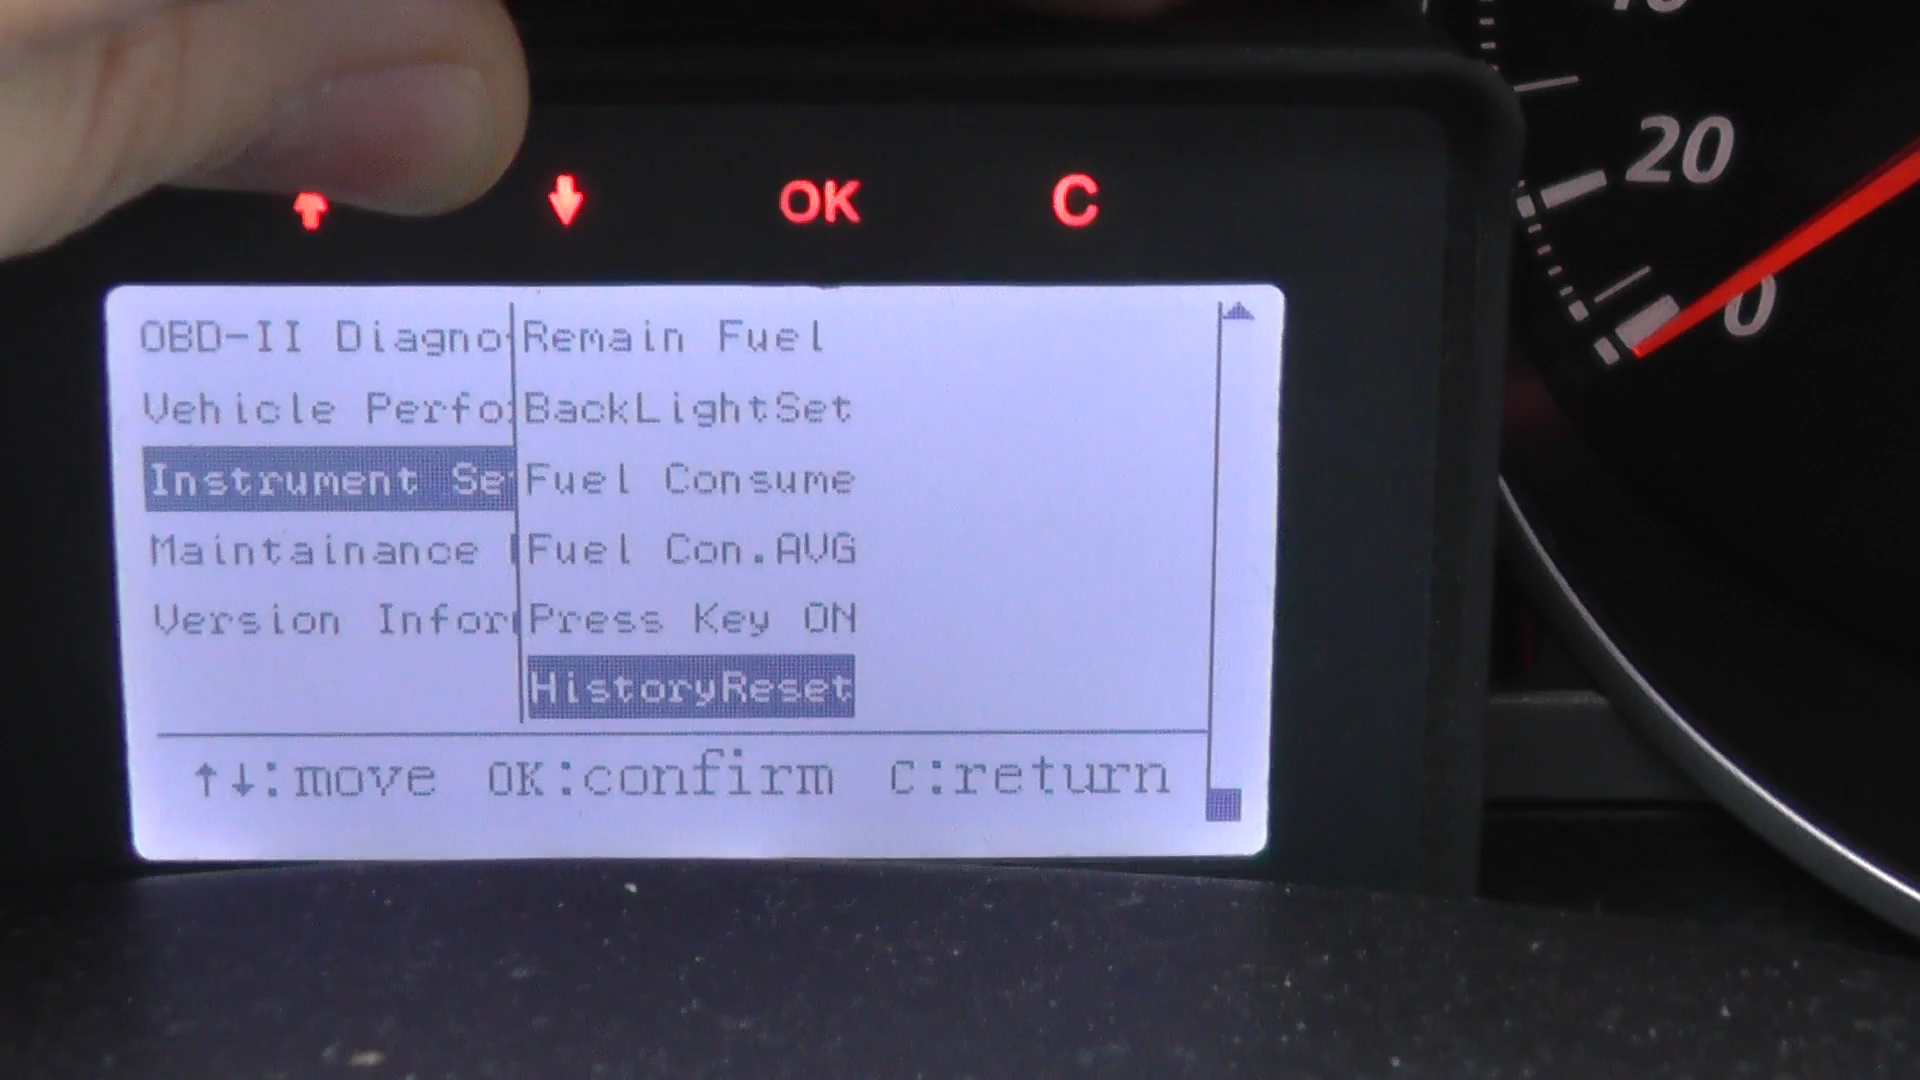 OK C
20
0
OBD-II Diagno
Vehicle Perfo
Instrument Se
Maintainance
Version Infor
Remain Fuel
BackLightSet
Fuel Consume
Fuel Con.AVG
Press Key ON
HistoryReset
↑↓:move OK:confirm C:return